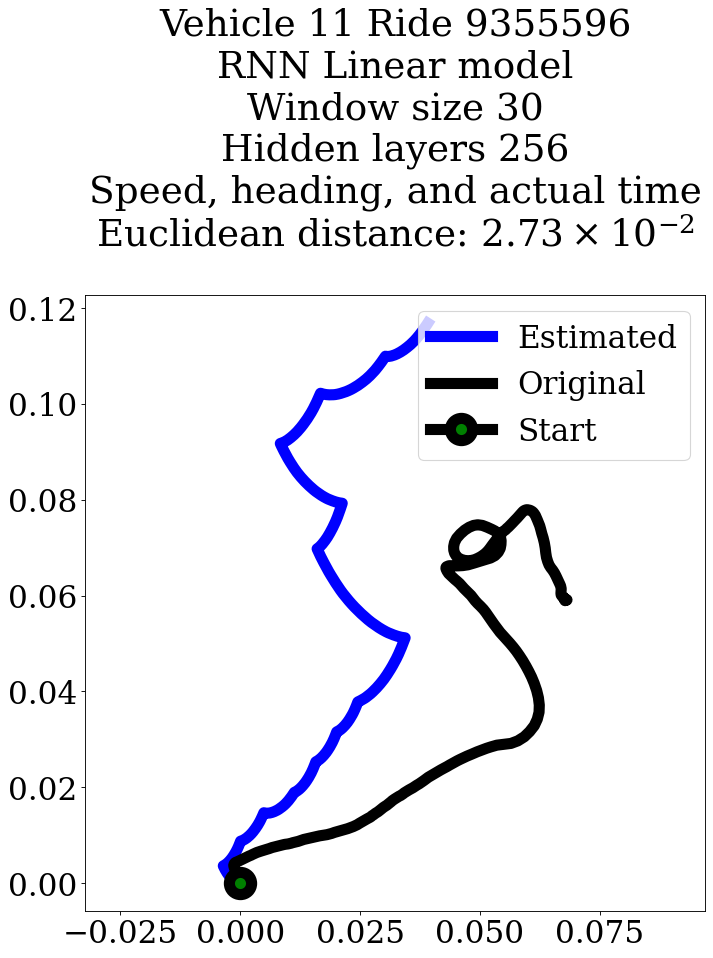 Vehicle 11 Ride 9355596
RNN Linear model
Window size 30
Hidden layers 256
Speed, heading, and actual time
Euclidean distance: 2.73 × 10⁻²
0.12
0.10
0.08
0.06
0.04
0.02
0.00
Estimated
Original
Start
−0.025 0.000 0.025 0.050 0.075